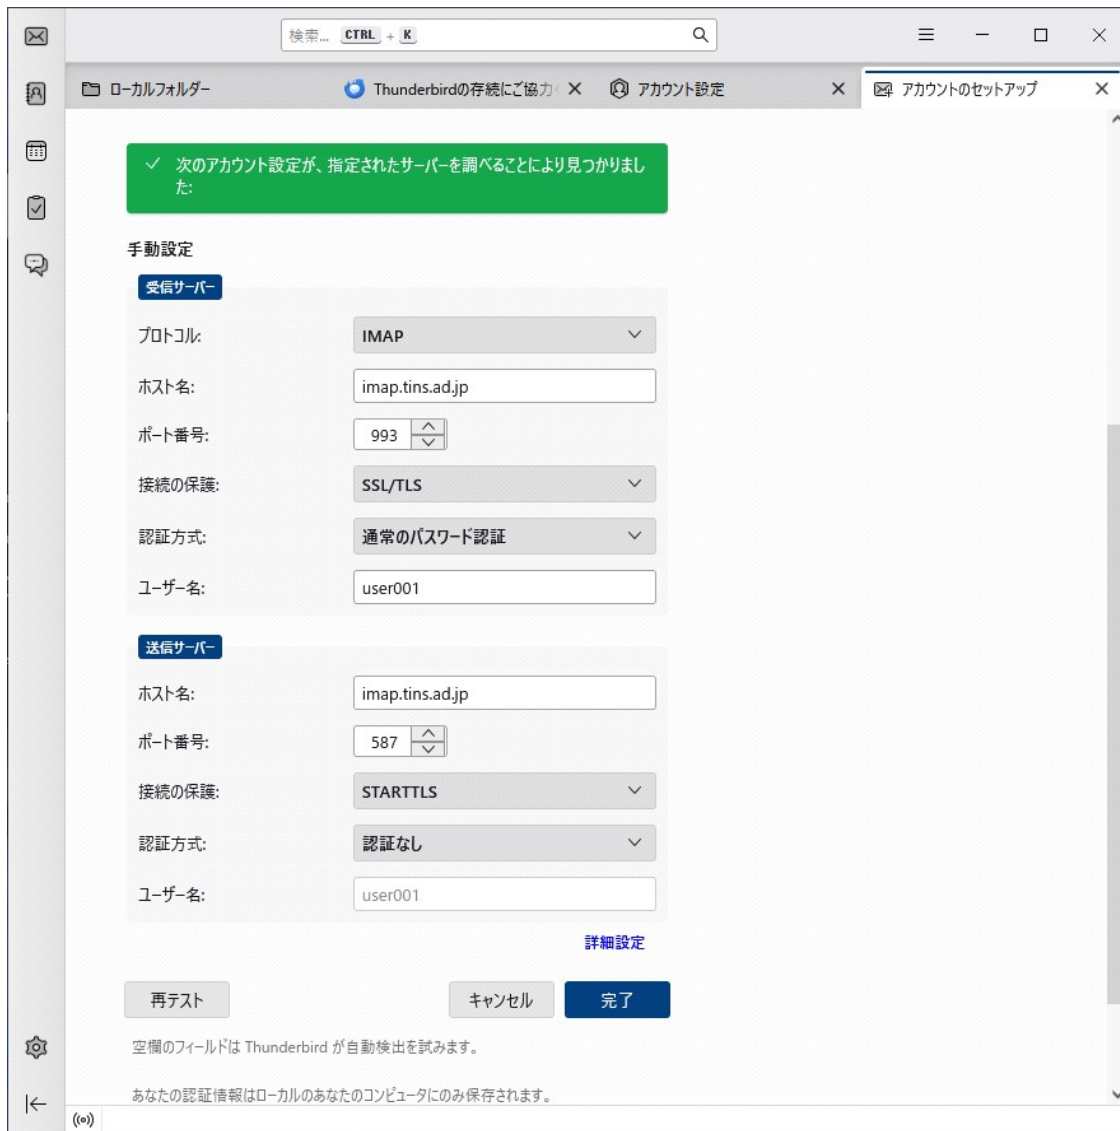 検索... CTRL + K
ローカルフォルダー
Thunderbirdの存続にご協力
アカウント設定
アカウントのセットアップ
次のアカウント設定が、指定されたサーバーを調べることにより見つかりまし
た:
手動設定
受信サーバー
プロトコル: IMAP
ホスト名: imap.tins.ad.jp
ポート番号: 993
接続の保護: SSL/TLS
認証方式: 通常のパスワード認証
ユーザー名: user001
送信サーバー
ホスト名: imap.tins.ad.jp
ポート番号: 587
接続の保護: STARTTLS
認証方式: 認証なし
ユーザー名: user001
詳細設定
再テスト キャンセル 完了
空欄のフィールドは Thunderbird が自動検出を試みます。
あなたの認証情報はローカルのあなたのコンピュータにのみ保存されます。